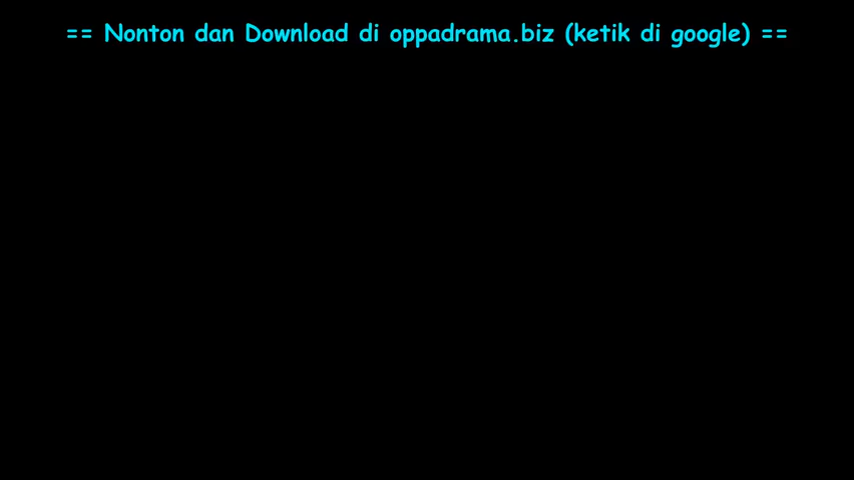 == Nonton dan Download di oppadrama.biz (ketik di google) ==